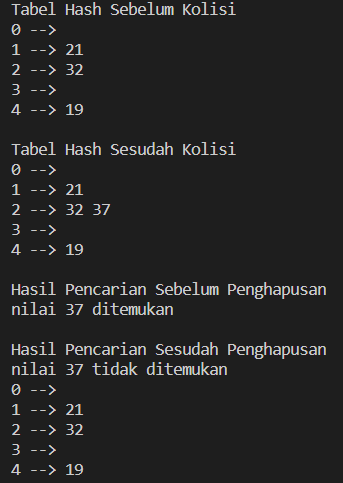 Tabel Hash Sebelum Kolisi
0 -->
1 --> 21
2 --> 32
3 -->
4 --> 19

Tabel Hash Sesudah Kolisi
0 -->
1 --> 21
2 --> 32 37
3 -->
4 --> 19

Hasil Pencarian Sebelum Penghapusan
nilai 37 ditemukan

Hasil Pencarian Sesudah Penghapusan
nilai 37 tidak ditemukan
0 -->
1 --> 21
2 --> 32
3 -->
4 --> 19